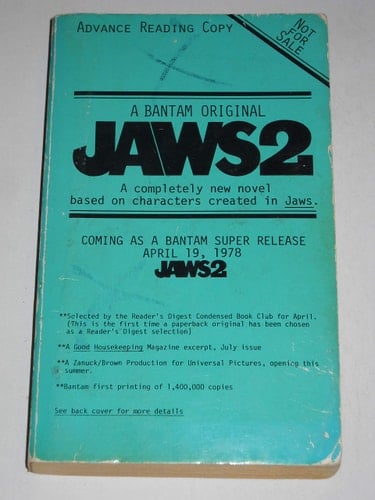 ADVANCE READING COPY
NOT
FOR
SALE
A BANTAM ORIGINAL
JAWS2
A completely new novel
based on characters created in Jaws.
COMING AS A BANTAM SUPER RELEASE
APRIL 19, 1978
JAWS2
**Selected by the Reader's Digest Comdensed Book Club for April.
(This is the first time a paperback original has been chosen
as a Reader's Digest selection)
**A Good Housekeeping Magazine excerpt, July issue
**A Zanuck/Brown Production for Universal Pictures, opening this
summer.
**Bantam first printing of 1,400,000 copies
See back cover for more details